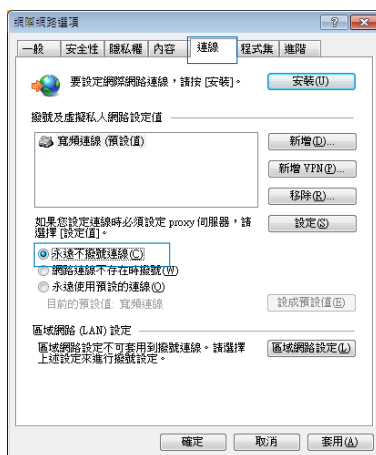 網際網路選項
一般 安全性 隱私權 內容 連線 程式集 進階
要設定網際網路連線，請按 [安裝]。 安裝(U)
撥號及虛擬私人網路設定值
寬頻連線 (預設值) 新增(D)...
新增 VPN(P)...
移除(R)...
如果您設定連線時必須設定 proxy 伺服器，請 設定(S)
選擇 [設定值]。
永遠不撥號連線(C)
網路連線不存在時撥號(W)
永遠使用預設的連線(O)
目前的預設值: 寬頻連線 設成預設值(E)
區域網路 (LAN) 設定
區域網路設定不可套用到撥號連線。請選擇 區域網路設定(L)
上述設定來進行撥號設定。
確定 取消 套用(A)